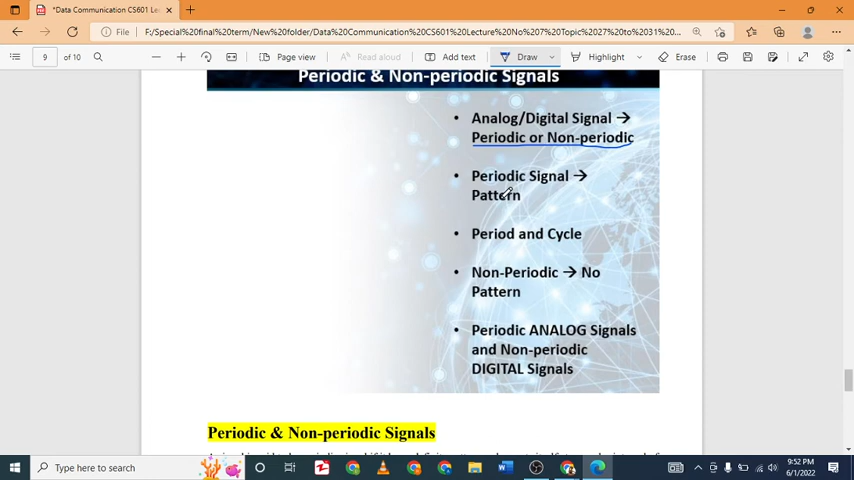 *Data Communication CS601 Le
File
F:/Special%20final%20term/New%20folder/Data%20Communication%20CS601%20Lecture%20No%207%20Topic%2027%20to%2031%20...
9 of 10
Page view
Read aloud
Add text
Draw
Highlight
Erase
Periodic & Non-periodic Signals
• Analog/Digital Signal →
Periodic or Non-periodic
• Periodic Signal →
Pattern
• Period and Cycle
• Non-Periodic → No
Pattern
• Periodic ANALOG Signals
and Non-periodic
DIGITAL Signals
Periodic & Non-periodic Signals
Type here to search
9:52 PM
6/1/2022